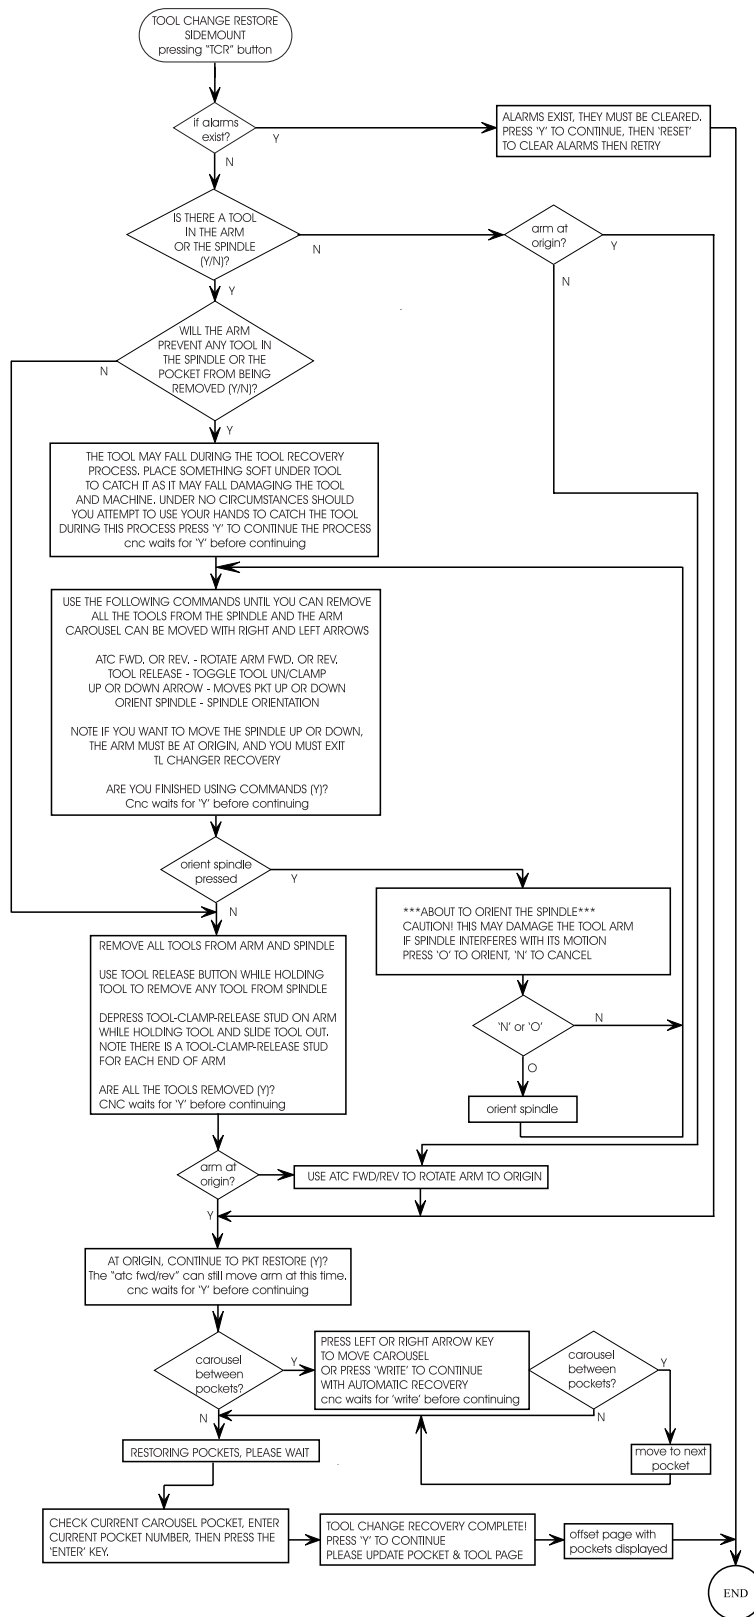 TOOL CHANGE RESTORE
SIDEMOUNT
pressing "TCR" button
if alarms
exist?
Y
N
ALARMS EXIST, THEY MUST BE CLEARED.
PRESS 'Y' TO CONTINUE, THEN 'RESET'
TO CLEAR ALARMS THEN RETRY
IS THERE A TOOL
IN THE ARM
OR THE SPINDLE
(Y/N)?
N
Y
arm at
origin?
Y
N
WILL THE ARM
PREVENT ANY TOOL IN
THE SPINDLE OR THE
POCKET FROM BEING
REMOVED (Y/N)?
N
Y
THE TOOL MAY FALL DURING THE TOOL RECOVERY
PROCESS. PLACE SOMETHING SOFT UNDER TOOL
TO CATCH IT AS IT MAY FALL DAMAGING THE TOOL
AND MACHINE. UNDER NO CIRCUMSTANCES SHOULD
YOU ATTEMPT TO USE YOUR HANDS TO CATCH THE TOOL
DURING THIS PROCESS PRESS 'Y' TO CONTINUE THE PROCESS
cnc waits for 'Y' before continuing
USE THE FOLLOWING COMMANDS UNTIL YOU CAN REMOVE
ALL THE TOOLS FROM THE SPINDLE AND THE ARM
CAROUSEL CAN BE MOVED WITH RIGHT AND LEFT ARROWS
ATC FWD. OR REV. - ROTATE ARM FWD. OR REV.
TOOL RELEASE - TOGGLE TOOL UN/CLAMP
UP OR DOWN ARROW - MOVES PKT UP OR DOWN
ORIENT SPINDLE - SPINDLE ORIENTATION
NOTE IF YOU WANT TO MOVE THE SPINDLE UP OR DOWN,
THE ARM MUST BE AT ORIGIN, AND YOU MUST EXIT
TL CHANGER RECOVERY
ARE YOU FINISHED USING COMMANDS (Y)?
Cnc waits for 'Y' before continuing
orient spindle
pressed
Y
N
***ABOUT TO ORIENT THE SPINDLE***
CAUTION! THIS MAY DAMAGE THE TOOL ARM
IF SPINDLE INTERFERES WITH ITS MOTION
PRESS 'O' TO ORIENT, 'N' TO CANCEL
REMOVE ALL TOOLS FROM ARM AND SPINDLE
USE TOOL RELEASE BUTTON WHILE HOLDING
TOOL TO REMOVE ANY TOOL FROM SPINDLE
DEPRESS TOOL-CLAMP-RELEASE STUD ON ARM
WHILE HOLDING TOOL AND SLIDE TOOL OUT.
NOTE THERE IS A TOOL-CLAMP-RELEASE STUD
FOR EACH END OF ARM
ARE ALL THE TOOLS REMOVED (Y)?
CNC waits for 'Y' before continuing
'N' or 'O'
N
O
orient spindle
arm at
origin?
Y
USE ATC FWD/REV TO ROTATE ARM TO ORIGIN
AT ORIGIN, CONTINUE TO PKT RESTORE (Y)?
The "atc fwd/rev" can still move arm at this time.
cnc waits for 'Y' before continuing
carousel
between
pockets?
Y
N
PRESS LEFT OR RIGHT ARROW KEY
TO MOVE CAROUSEL
OR PRESS 'WRITE' TO CONTINUE
WITH AUTOMATIC RECOVERY
cnc waits for 'write' before continuing
carousel
between
pockets?
Y
N
move to next
pocket
RESTORING POCKETS, PLEASE WAIT
CHECK CURRENT CAROUSEL POCKET, ENTER
CURRENT POCKET NUMBER, THEN PRESS THE
'ENTER' KEY.
TOOL CHANGE RECOVERY COMPLETE!
PRESS 'Y' TO CONTINUE
PLEASE UPDATE POCKET & TOOL PAGE
offset page with
pockets displayed
END